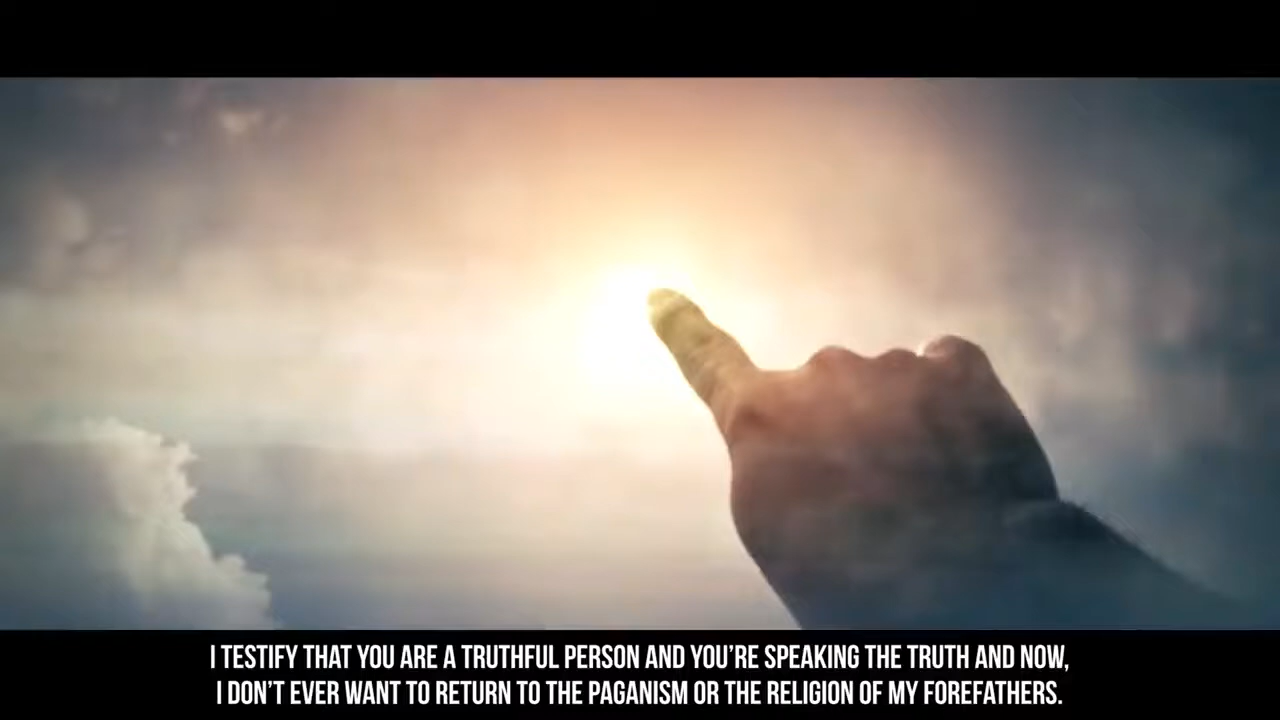 I TESTIFY THAT YOU ARE A TRUTHFUL PERSON AND YOU'RE SPEAKING THE TRUTH AND NOW,
I DON'T EVER WANT TO RETURN TO THE PAGANISM OR THE RELIGION OF MY FOREFATHERS.